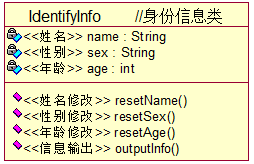 IdentifyInfo //身份信息类
<<姓名>> name : String
<<性别>> sex : String
<<年龄>> age : int
<<姓名修改>> resetName()
<<性别修改>> resetSex()
<<年龄修改>> resetAge()
<<信息输出>> outputInfo()